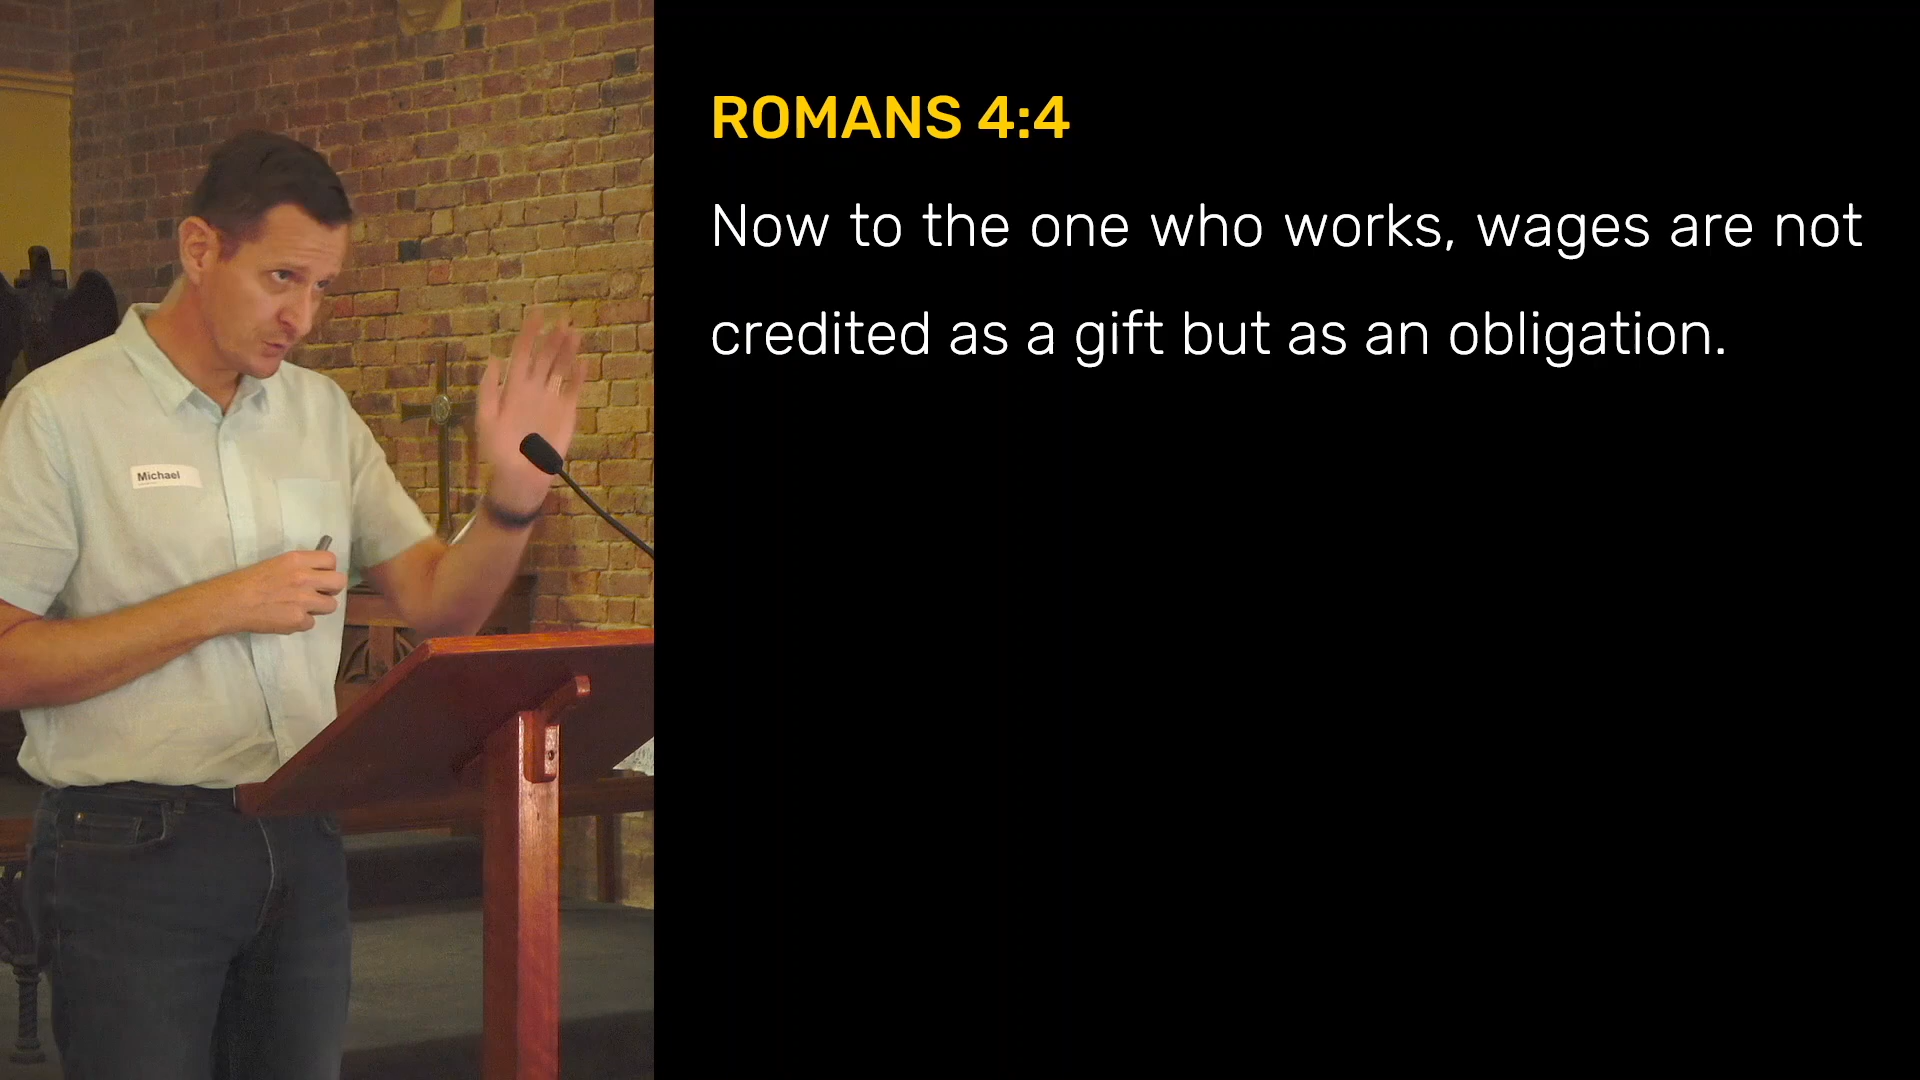 Michael
ROMANS 4:4
Now to the one who works, wages are not
credited as a gift but as an obligation.